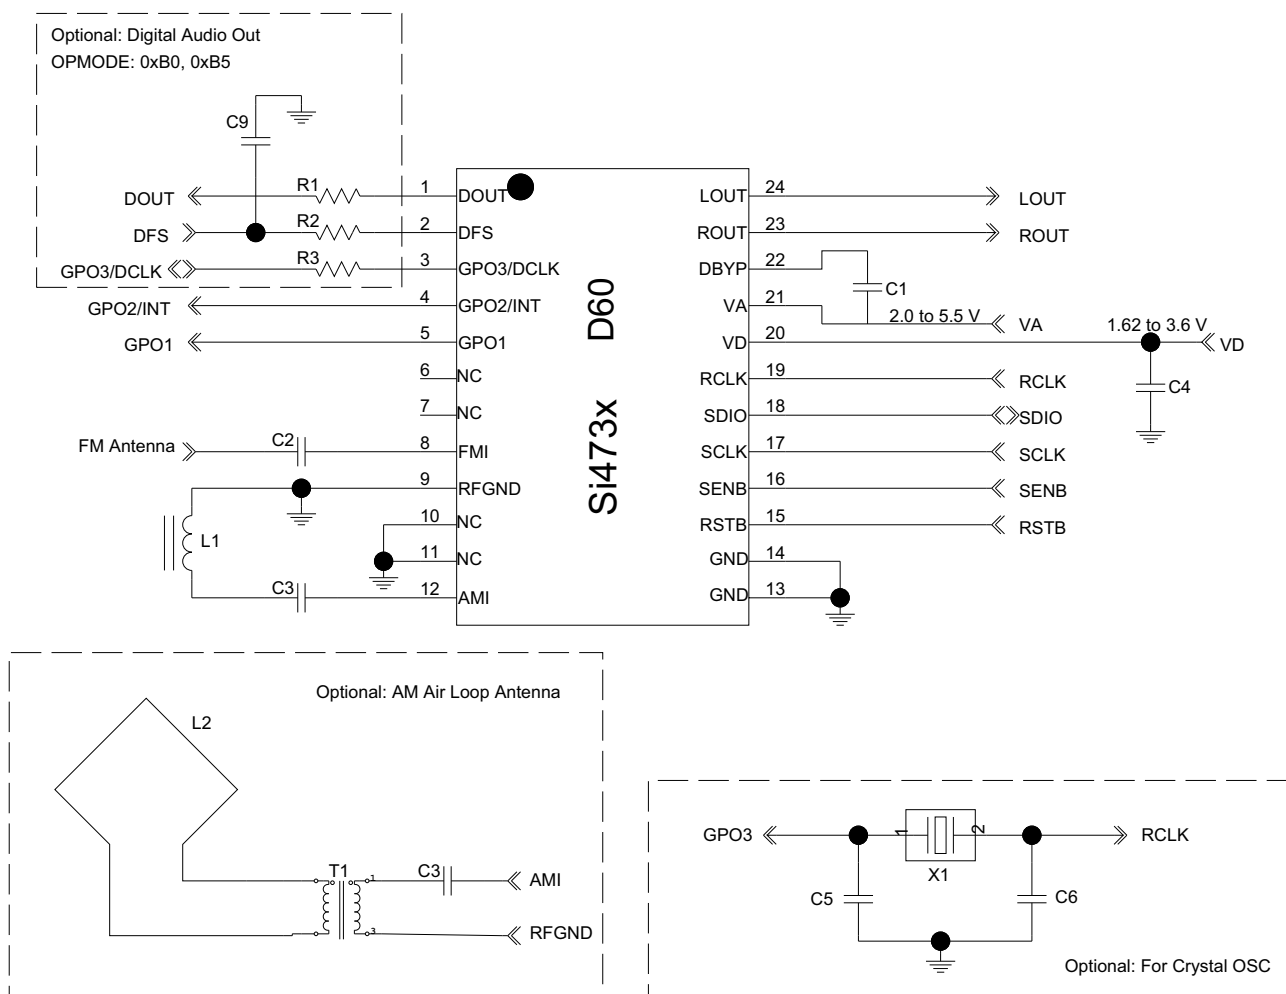 Optional: Digital Audio Out
OPMODE: 0xB0, 0xB5
C9
DOUT
R1
1
DOUT
DFS
R2
2
DFS
GPO3/DCLK
R3
3
GPO3/DCLK
GPO2/INT
4
GPO2/INT
GPO1
5
GPO1
6
NC
7
NC
FM Antenna
C2
8
FMI
9
RFGND
10
NC
L1
11
NC
C3
12
AMI
Si473x D60
LOUT
24
LOUT
ROUT
23
ROUT
DBYP
22
C1
VA
21
2.0 to 5.5 V
VA
VD
20
1.62 to 3.6 V
VD
RCLK
19
RCLK
C4
SDIO
18
SDIO
SCLK
17
SCLK
SENB
16
SENB
RSTB
15
RSTB
GND
14
GND
13
Optional: AM Air Loop Antenna
L2
T1
1
C3
AMI
3
RFGND
GPO3
1
2
RCLK
X1
C5
C6
Optional: For Crystal OSC